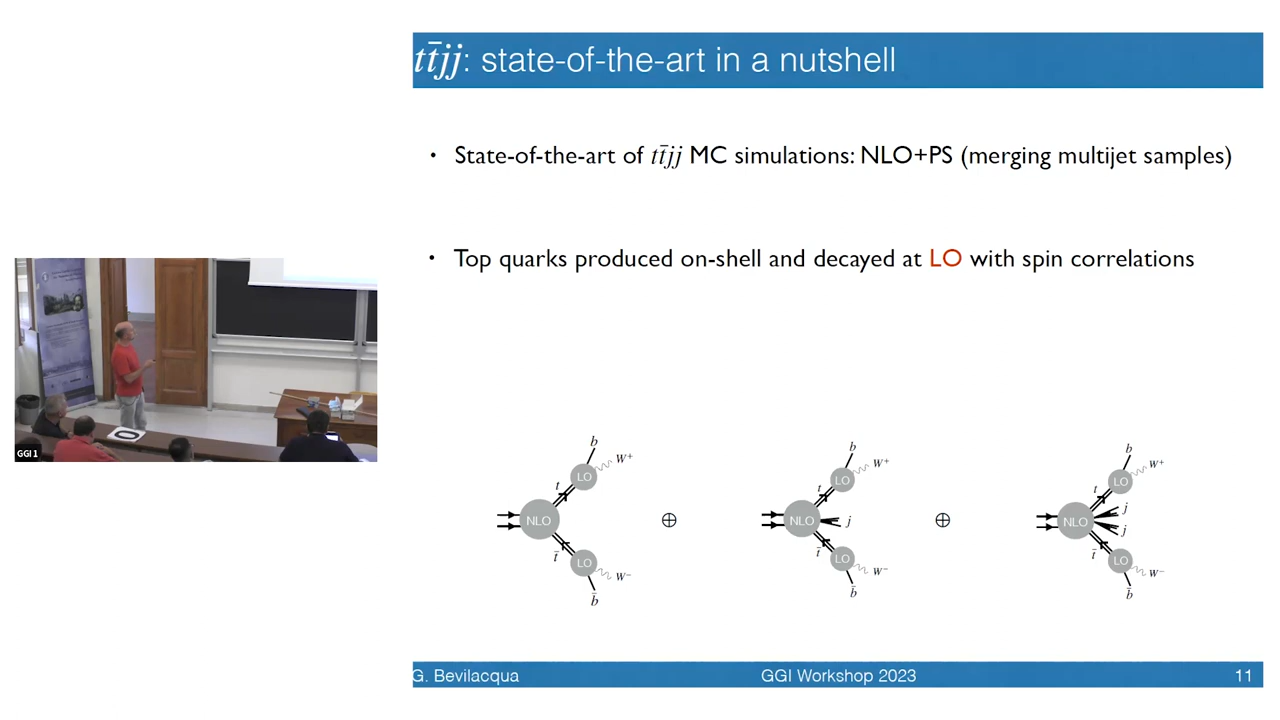 tt̄jj: state-of-the-art in a nutshell
• State-of-the-art of tt̄jj MC simulations: NLO+PS (merging multijet samples)
• Top quarks produced on-shell and decayed at LO with spin correlations
b
W⁺
LO
t
NLO
t̄
LO
W⁻
b̄
⊕
b
W⁺
LO
t
NLO
j
t̄
LO
W⁻
b̄
⊕
b
W⁺
LO
t
j
NLO
j
t̄
LO
W⁻
b̄
GGI 1
G. Bevilacqua
GGI Workshop 2023
11